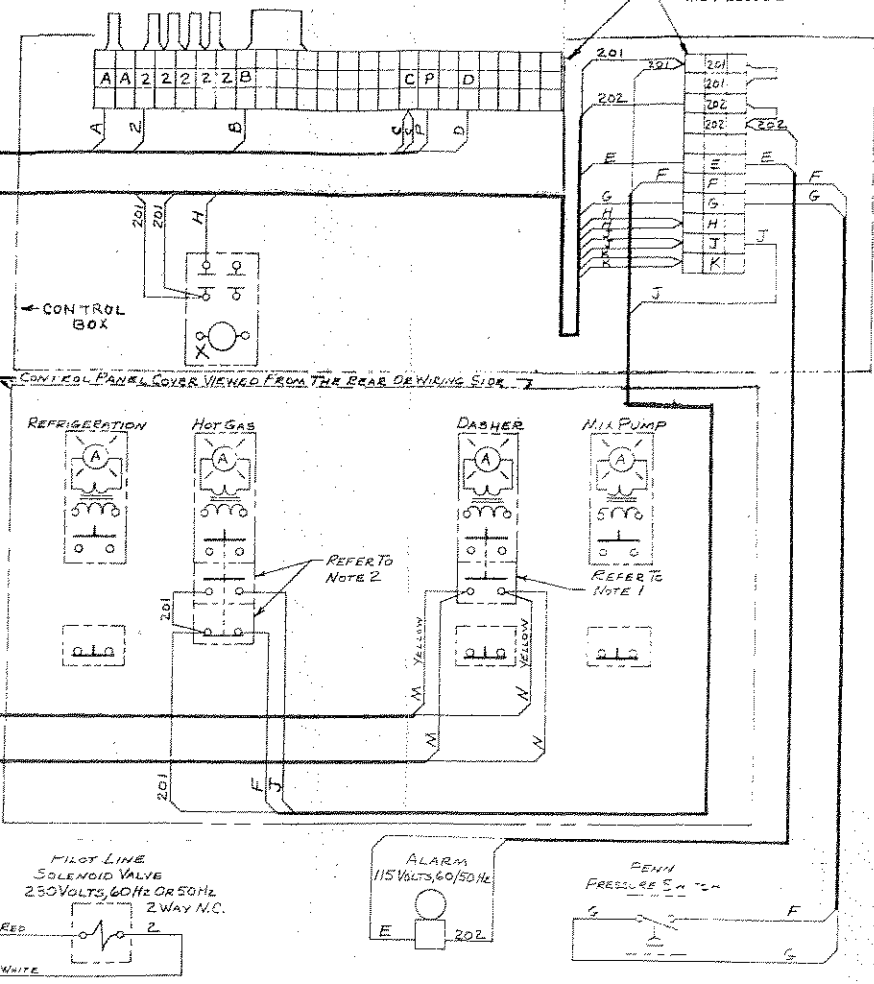 201
201
201
201
A A 2 2 2 2 2 B C P D
202
202
202
202
A 2 B C C P D
E E E
F F F
G G G
201 201 H
H H
J J
K K
J
CONTROL
BOX
X
CONTROL PANEL COVER VIEWED FROM THE REAR OR WIRING SIDE
REFRIGERATION HOT GAS DASHER MIX PUMP
A A A A
REFER TO
NOTE 2
REFER TO
NOTE 1
201
M YELLOW YELLOW N
M N
201 F J
PILOT LINE
SOLENOID VALVE
230 VOLTS, 60 HZ OR 50 HZ
2 WAY N.C.
RED 2
WHITE
ALARM
115 VOLTS, 60/50 Hz
E 202
PENN
PRESSURE
G F
G